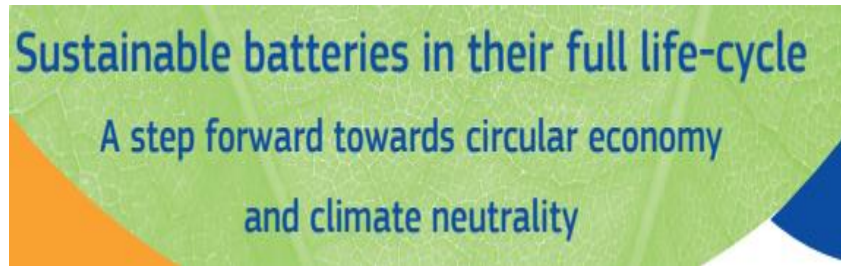 Sustainable batteries in their full life-cycle
A step forward towards circular economy
and climate neutrality